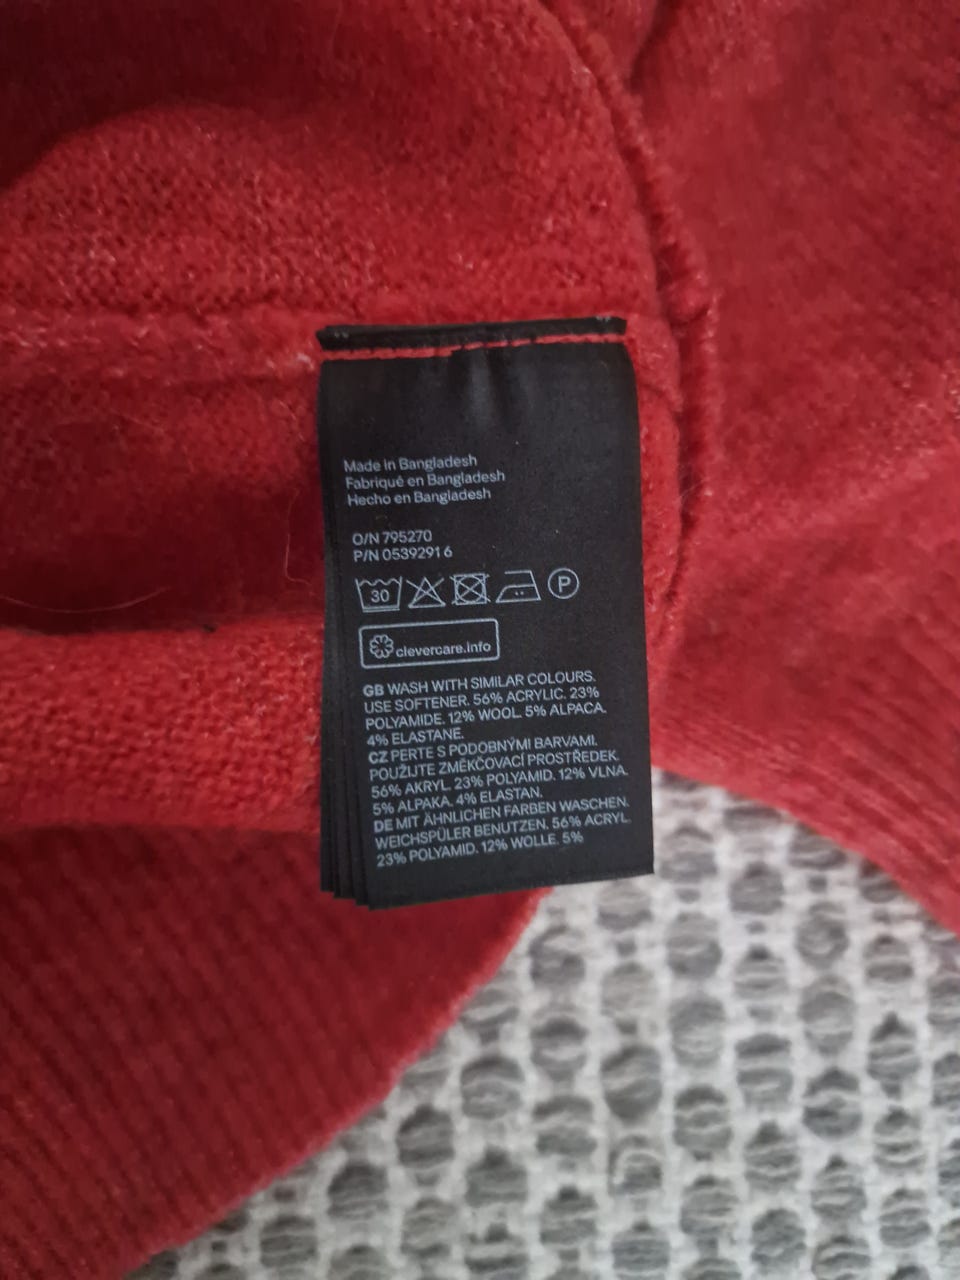 Made in Bangladesh
Fabriqué en Bangladesh
Hecho en Bangladesh
O/N 795270
P/N 05392916
30 P
clevercare.info
GB WASH WITH SIMILAR COLOURS.
USE SOFTENER. 56% ACRYLIC. 23%
POLYAMIDE. 12% WOOL. 5% ALPACA.
4% ELASTANE.
CZ PERTE S PODOBNÝMI BARVAMI.
POUŽIJTE ZMĚKČOVACÍ PROSTŘEDEK.
56% AKRYL. 23% POLYAMID. 12% VLNA.
5% ALPAKA. 4% ELASTAN.
DE MIT ÄHNLICHEN FARBEN WASCHEN.
WEICHSPÜLER BENUTZEN. 56% ACRYL.
23% POLYAMID. 12% WOLLE. 5%